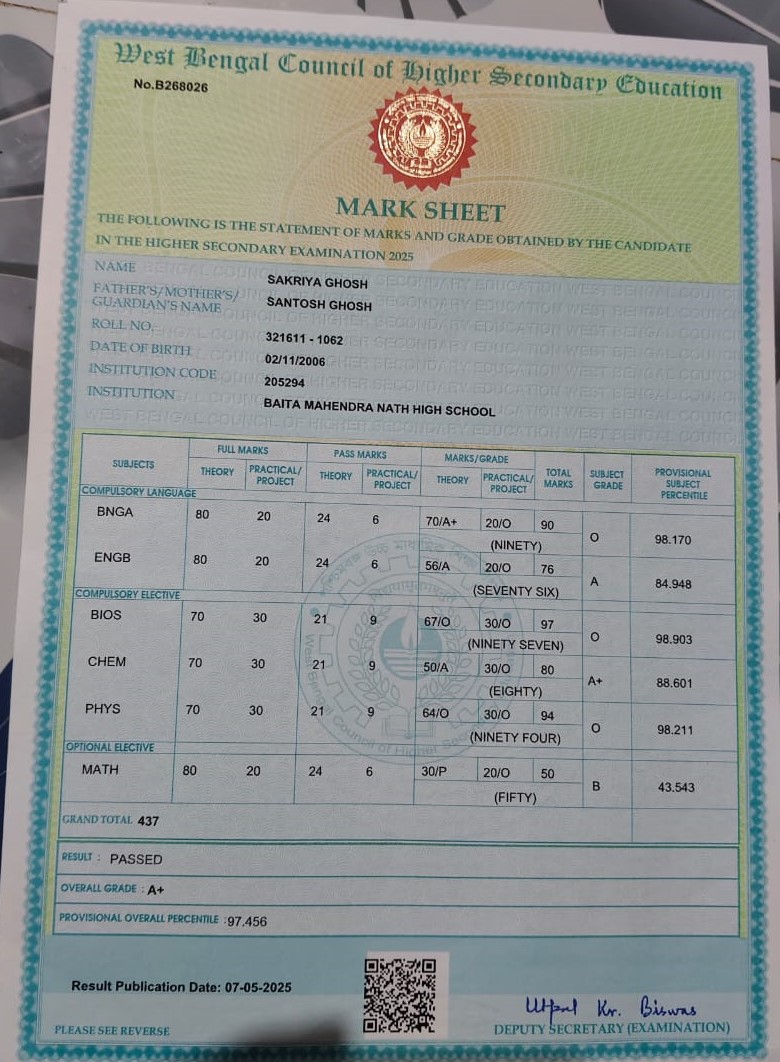 West Bengal Council of Higher Secondary Education
No.B268026
MARK SHEET
THE FOLLOWING IS THE STATEMENT OF MARKS AND GRADE OBTAINED BY THE CANDIDATE
IN THE HIGHER SECONDARY EXAMINATION 2025
NAME SAKRIYA GHOSH
FATHER'S/MOTHER'S/
GUARDIAN'S NAME SANTOSH GHOSH
ROLL NO. 321611 - 1062
DATE OF BIRTH 02/11/2006
INSTITUTION CODE 205294
INSTITUTION BAITA MAHENDRA NATH HIGH SCHOOL
SUBJECTS FULL MARKS PASS MARKS MARKS/GRADE TOTAL MARKS SUBJECT GRADE PROVISIONAL SUBJECT PERCENTILE
THEORY PRACTICAL/PROJECT THEORY PRACTICAL/PROJECT THEORY PRACTICAL/PROJECT
COMPULSORY LANGUAGE
BNGA 80 20 24 6 70/A+ 20/O 90 O 98.170
(NINETY)
ENGB 80 20 24 6 56/A 20/O 76 A 84.948
(SEVENTY SIX)
COMPULSORY ELECTIVE
BIOS 70 30 21 9 67/O 30/O 97 O 98.903
(NINETY SEVEN)
CHEM 70 30 21 9 50/A 30/O 80 A+ 88.601
(EIGHTY)
PHYS 70 30 21 9 64/O 30/O 94 O 98.211
(NINETY FOUR)
OPTIONAL ELECTIVE
MATH 80 20 24 6 30/P 20/O 50 B 43.543
(FIFTY)
GRAND TOTAL 437
RESULT : PASSED
OVERALL GRADE : A+
PROVISIONAL OVERALL PERCENTILE : 97.456
Result Publication Date: 07-05-2025
Utpal Kr. Biswas
PLEASE SEE REVERSE DEPUTY SECRETARY (EXAMINATION)